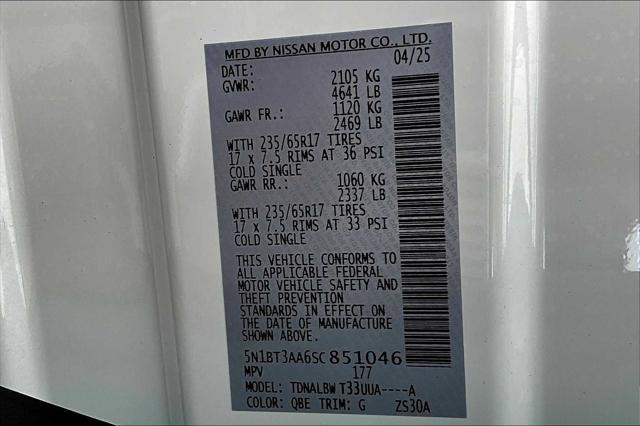 MFD BY NISSAN MOTOR CO., LTD.
DATE: 04/25
GVWR: 2105 KG
4641 LB
GAWR FR.: 1120 KG
2469 LB
WITH 235/65R17 TIRES
17 x 7.5 RIMS AT 36 PSI
COLD SINGLE
GAWR RR.: 1060 KG
2337 LB
WITH 235/65R17 TIRES
17 x 7.5 RIMS AT 33 PSI
COLD SINGLE
THIS VEHICLE CONFORMS TO
ALL APPLICABLE FEDERAL
MOTOR VEHICLE SAFETY AND
THEFT PREVENTION
STANDARDS IN EFFECT ON
THE DATE OF MANUFACTURE
SHOWN ABOVE.
5N1BT3AA6SC851046
MPV 177
MODEL: TDNALBW T33UUA----A
COLOR: QBE TRIM: G ZS30A